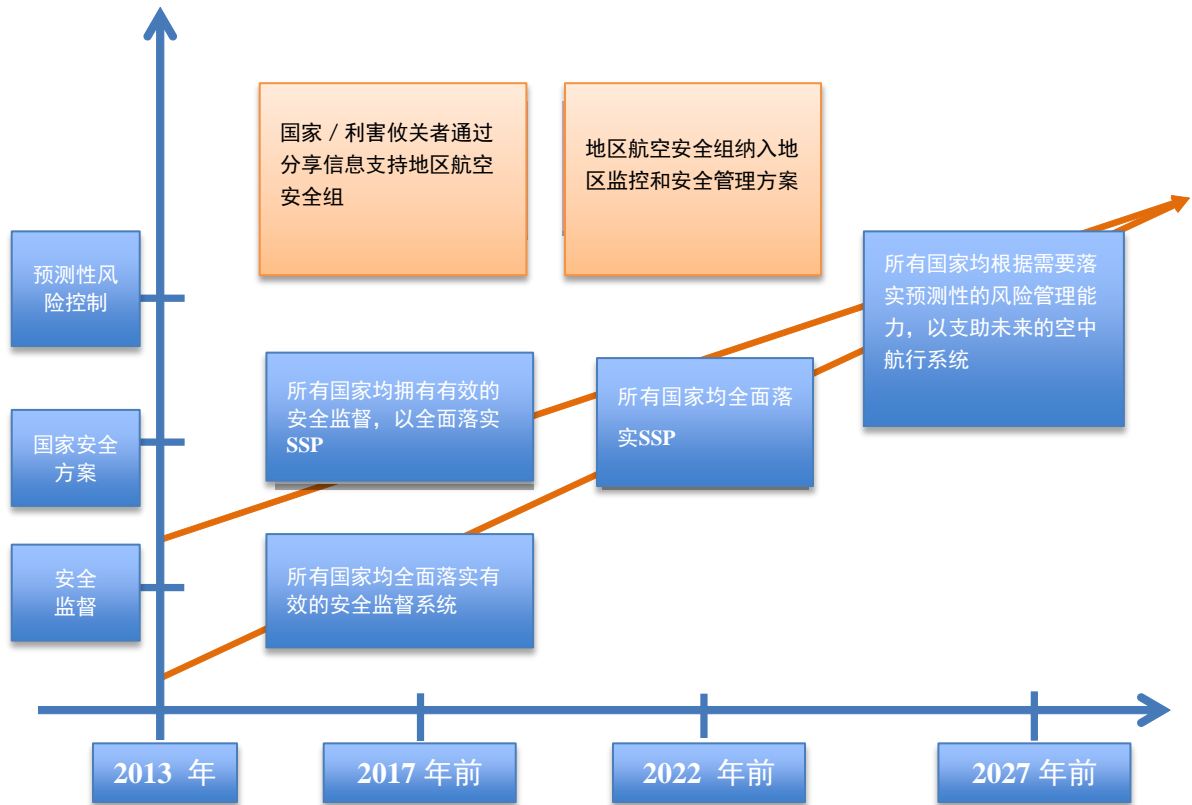 国家／利害攸关者通过
分享信息支持地区航空
安全组
地区航空安全组纳入地
区监控和安全管理方案
预测性风
险控制
所有国家均根据需要落
实预测性的风险管理能
力，以支助未来的空中
航行系统
国家安全
方案
所有国家均拥有有效的
安全监督，以全面落实
SSP
所有国家均全面落
实SSP
安全
监督
所有国家均全面落实有
效的安全监督系统
2013 年
2017 年前
2022 年前
2027 年前